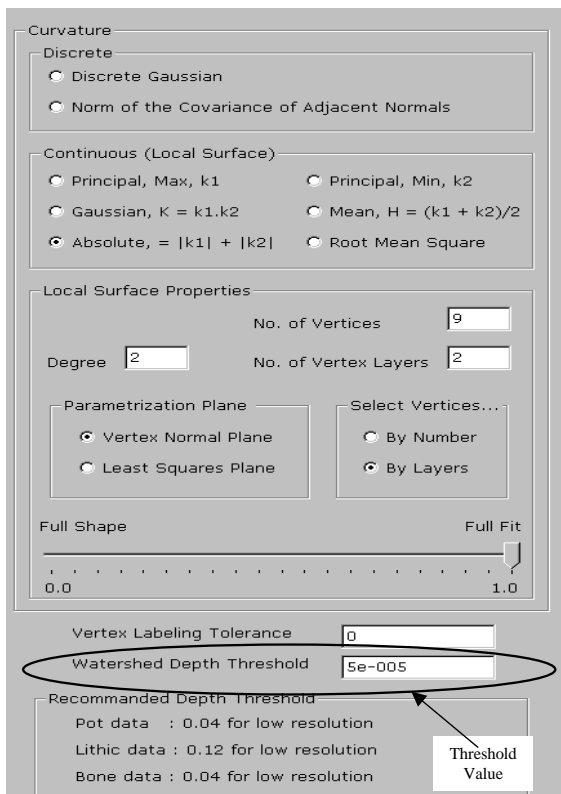 Curvature
Discrete
Discrete Gaussian
Norm of the Covariance of Adjacent Normals
Continuous (Local Surface)
Principal, Max, k1 Principal, Min, k2
Gaussian, K = k1.k2 Mean, H = (k1 + k2)/2
Absolute, = |k1| + |k2| Root Mean Square
Local Surface Properties
No. of Vertices 9
Degree 2 No. of Vertex Layers 2
Parametrization Plane Select Vertices...
Vertex Normal Plane By Number
Least Squares Plane By Layers
Full Shape Full Fit
0.0 1.0
Vertex Labeling Tolerance 0
Watershed Depth Threshold 5e-005
Recommanded Depth Threshold
Pot data : 0.04 for low resolution
Lithic data : 0.12 for low resolution
Bone data : 0.04 for low resolution
Threshold
Value